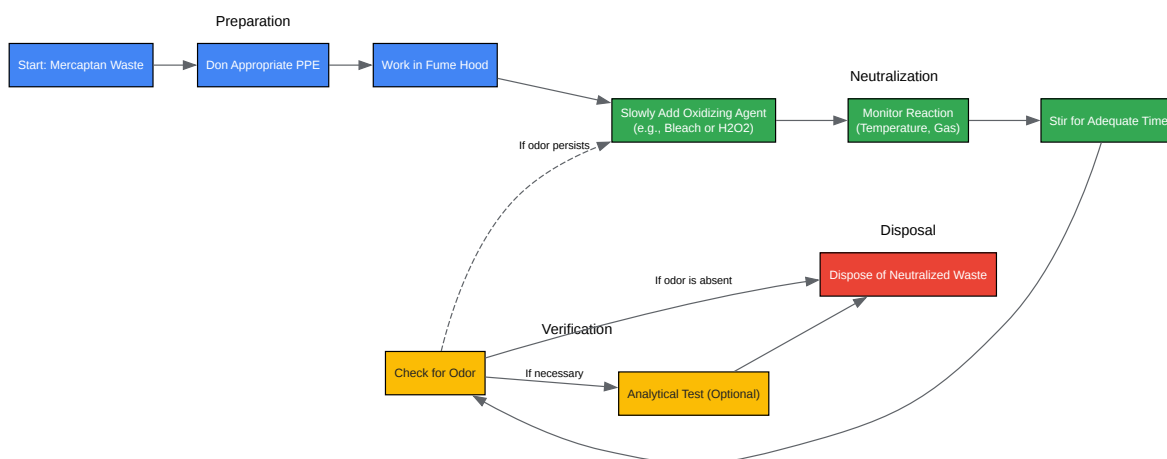 Preparation
Start: Mercaptan Waste
Don Appropriate PPE
Work in Fume Hood
Neutralization
Slowly Add Oxidizing Agent
(e.g., Bleach or H2O2)
Monitor Reaction
(Temperature, Gas)
Stir for Adequate Time
If odor persists
Disposal
Dispose of Neutralized Waste
If odor is absent
Verification
Check for Odor
If necessary
Analytical Test (Optional)